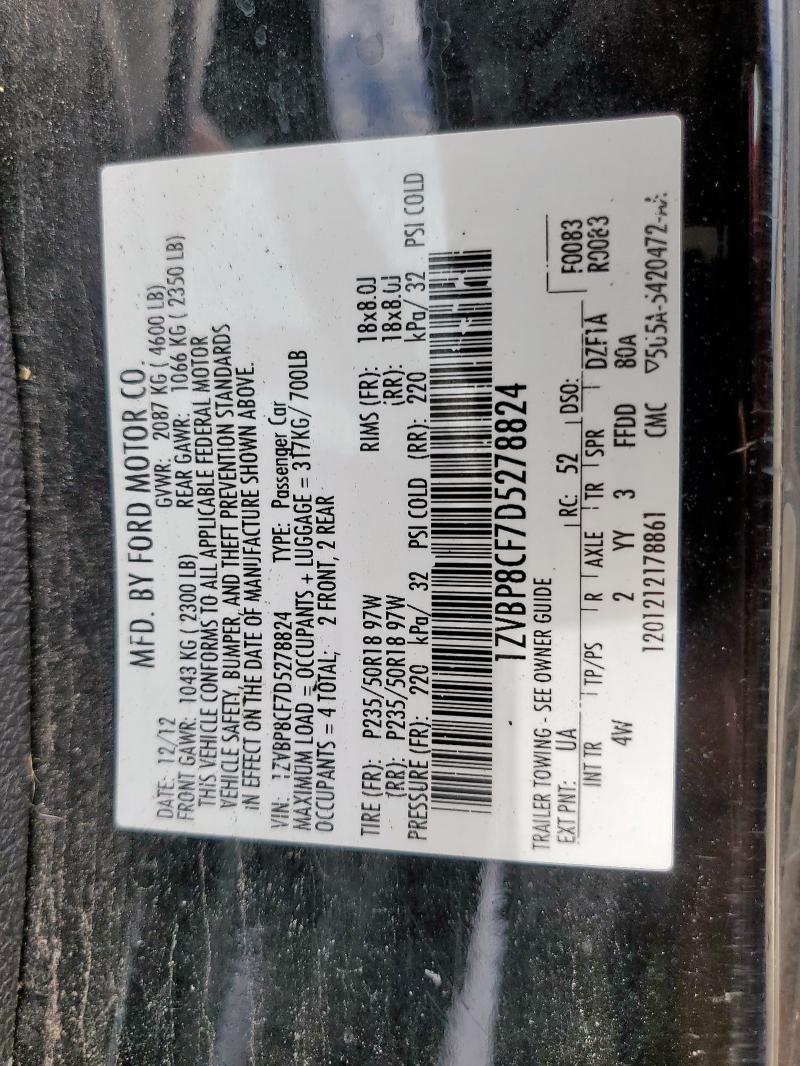 MFD. BY FORD MOTOR CO.
DATE: 12/12 GVWR: 2087 KG ( 4600 LB)
FRONT GAWR: 1043 KG ( 2300 LB) REAR GAWR: 1066 KG ( 2350 LB)
THIS VEHICLE CONFORMS TO ALL APPLICABLE FEDERAL MOTOR
VEHICLE SAFETY, BUMPER, AND THEFT PREVENTION STANDARDS
IN EFFECT ON THE DATE OF MANUFACTURE SHOWN ABOVE.
VIN: 1ZVBP8CF7D5278824 TYPE: Passenger Car
MAXIMUM LOAD = OCCUPANTS + LUGGAGE = 317KG/ 700LB
OCCUPANTS = 4 TOTAL, 2 FRONT, 2 REAR
TIRE (FR): P235/50R18 97W RIMS (FR): 18x8.0J
(RR): P235/50R18 97W (RR): 18x8.0J
PRESSURE (FR): 220 kPa/ 32 PSI COLD (RR): 220 kPa/ 32 PSI COLD
1ZVBP8CF7D5278824
TRAILER TOWING - SEE OWNER GUIDE
EXT PNT: UA RC: 52 DSO: F0083
INT TR TP/PS R AXLE TR SPR DZF1A R0083
4W 2 YY 3 FFDD 80A
1201212178861 CMC